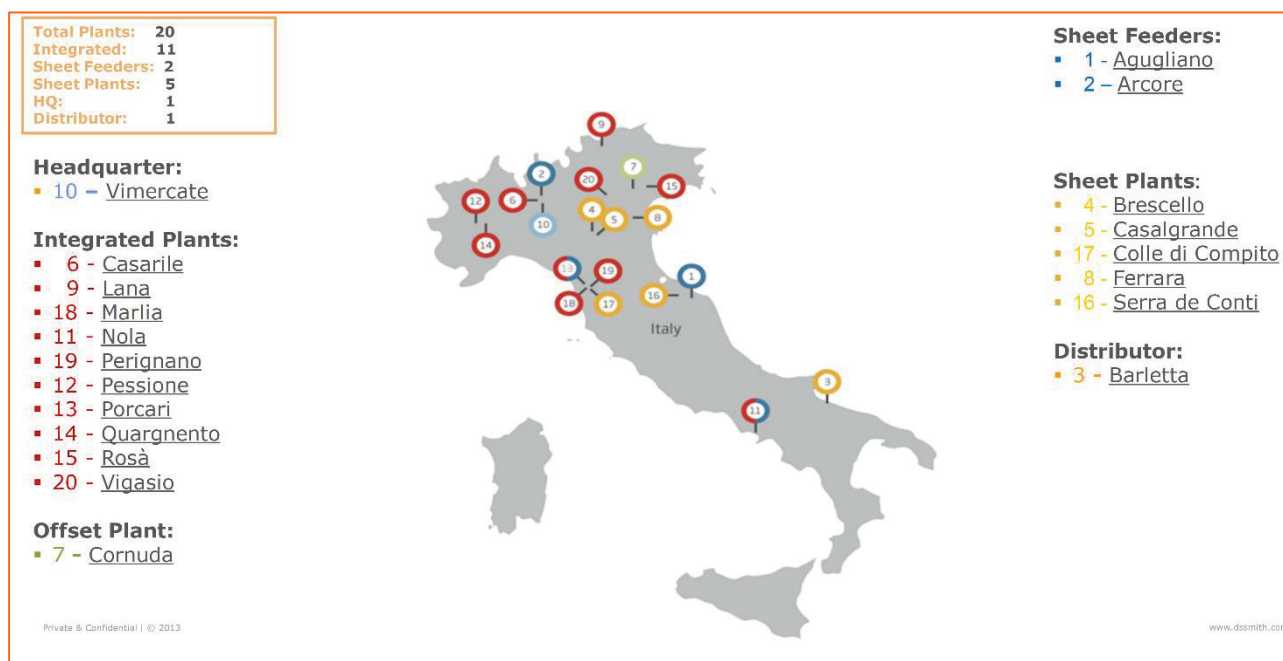 Total Plants: 20
Integrated: 11
Sheet Feeders: 2
Sheet Plants: 5
HQ: 1
Distributor: 1
Headquarter:
▪ 10 – Vimercate
Integrated Plants:
▪ 6 - Casarile
▪ 9 - Lana
▪ 18 - Marlia
▪ 11 - Nola
▪ 19 - Perignano
▪ 12 - Pessione
▪ 13 - Porcari
▪ 14 - Quargnento
▪ 15 - Rosà
▪ 20 - Vigasio
Offset Plant:
▪ 7 – Cornuda
9
2
7
20
15
6
12
4
5
8
10
14
13
19
1
18
17
16
Italy
3
11
Sheet Feeders:
▪ 1 - Agugliano
▪ 2 – Arcore
Sheet Plants:
▪ 4 - Brescello
▪ 5 - Casalgrande
▪ 17 - Colle di Compito
▪ 8 - Ferrara
▪ 16 - Serra de Conti
Distributor:
▪ 3 - Barletta
Private & Confidential | © 2013
www.dssmith.com